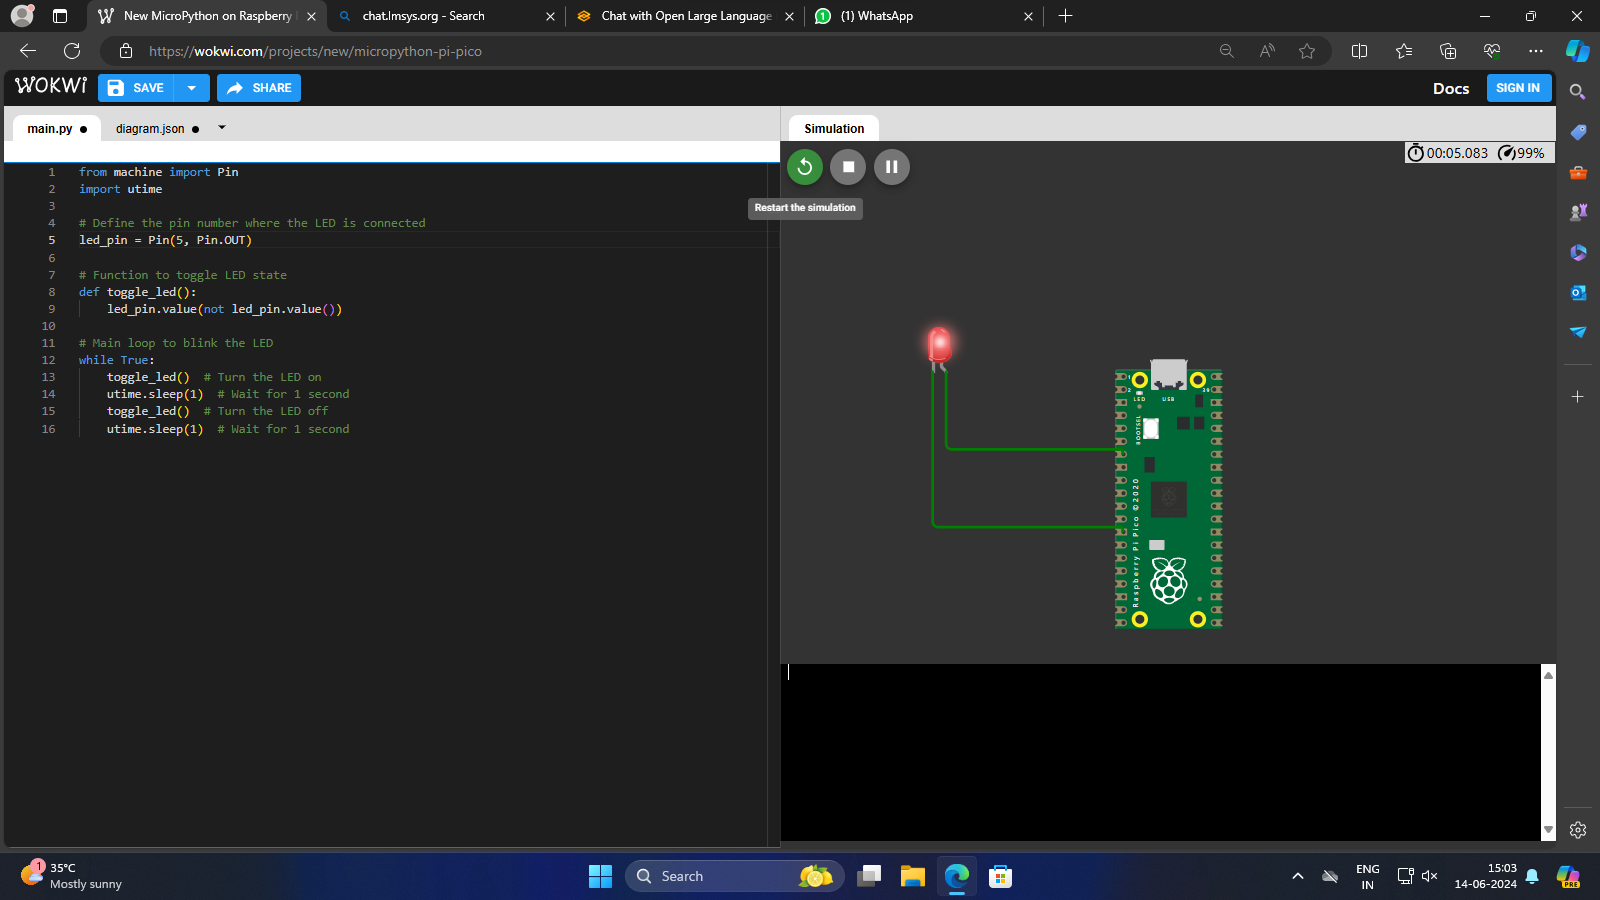 New MicroPython on Raspberry
chat.lmsys.org - Search
Chat with Open Large Language
1
(1) WhatsApp
https://wokwi.com/projects/new/micropython-pi-pico
WOKWI
SAVE
SHARE
Docs
SIGN IN
main.py ●
diagram.json ●
Simulation
00:05.083
99%
Restart the simulation
1 from machine import Pin
2 import utime
3
4 # Define the pin number where the LED is connected
5 led_pin = Pin(5, Pin.OUT)
6
7 # Function to toggle LED state
8 def toggle_led():
9 led_pin.value(not led_pin.value())
10
11 # Main loop to blink the LED
12 while True:
13 toggle_led() # Turn the LED on
14 utime.sleep(1) # Wait for 1 second
15 toggle_led() # Turn the LED off
16 utime.sleep(1) # Wait for 1 second
LED
USB
BOOTSEL
Raspberry Pi Pico ©2020
1
35°C
Mostly sunny
Search
ENG
IN
15:03
14-06-2024
PRE